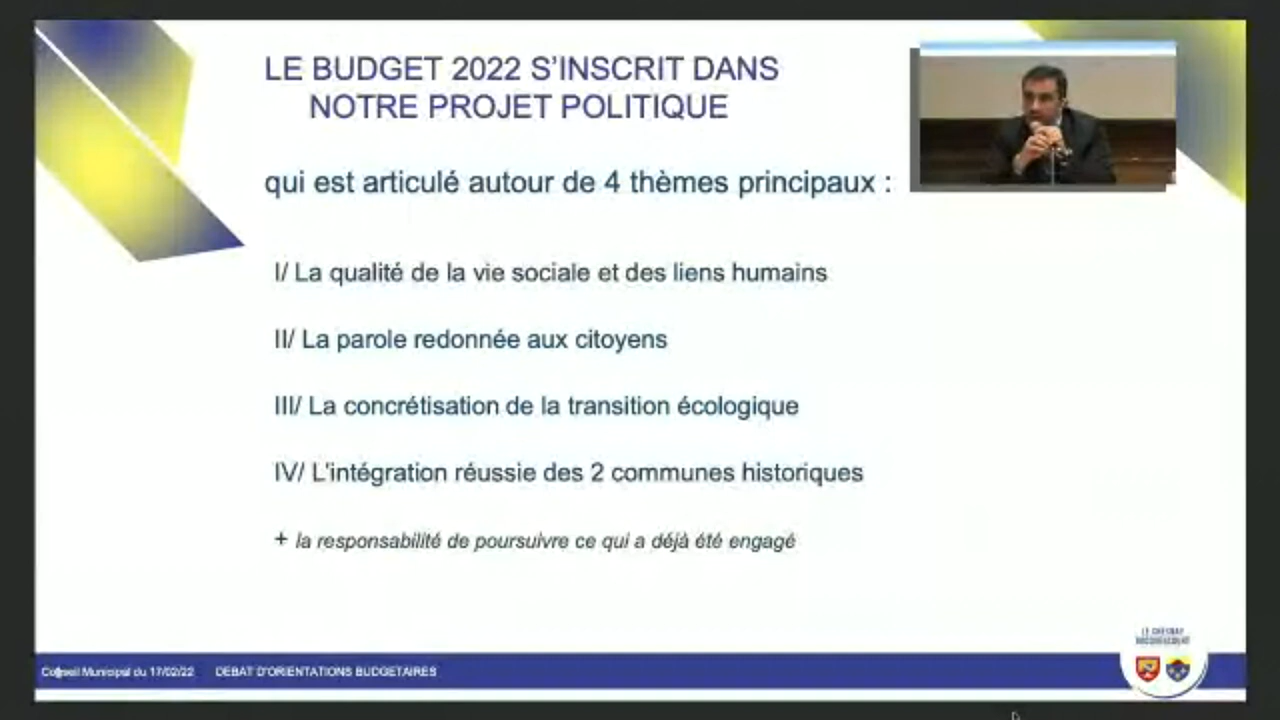 LE BUDGET 2022 S'INSCRIT DANS
NOTRE PROJET POLITIQUE
qui est articulé autour de 4 thèmes principaux :
I/ La qualité de la vie sociale et des liens humains
II/ La parole redonnée aux citoyens
III/ La concrétisation de la transition écologique
IV/ L'intégration réussie des 2 communes historiques
+ la responsabilité de poursuivre ce qui a déjà été engagé
Conseil Municipal du 17/02/22 DEBAT D'ORIENTATIONS BUDGETAIRES
LE CHESNAY
ROCQUENCOURT